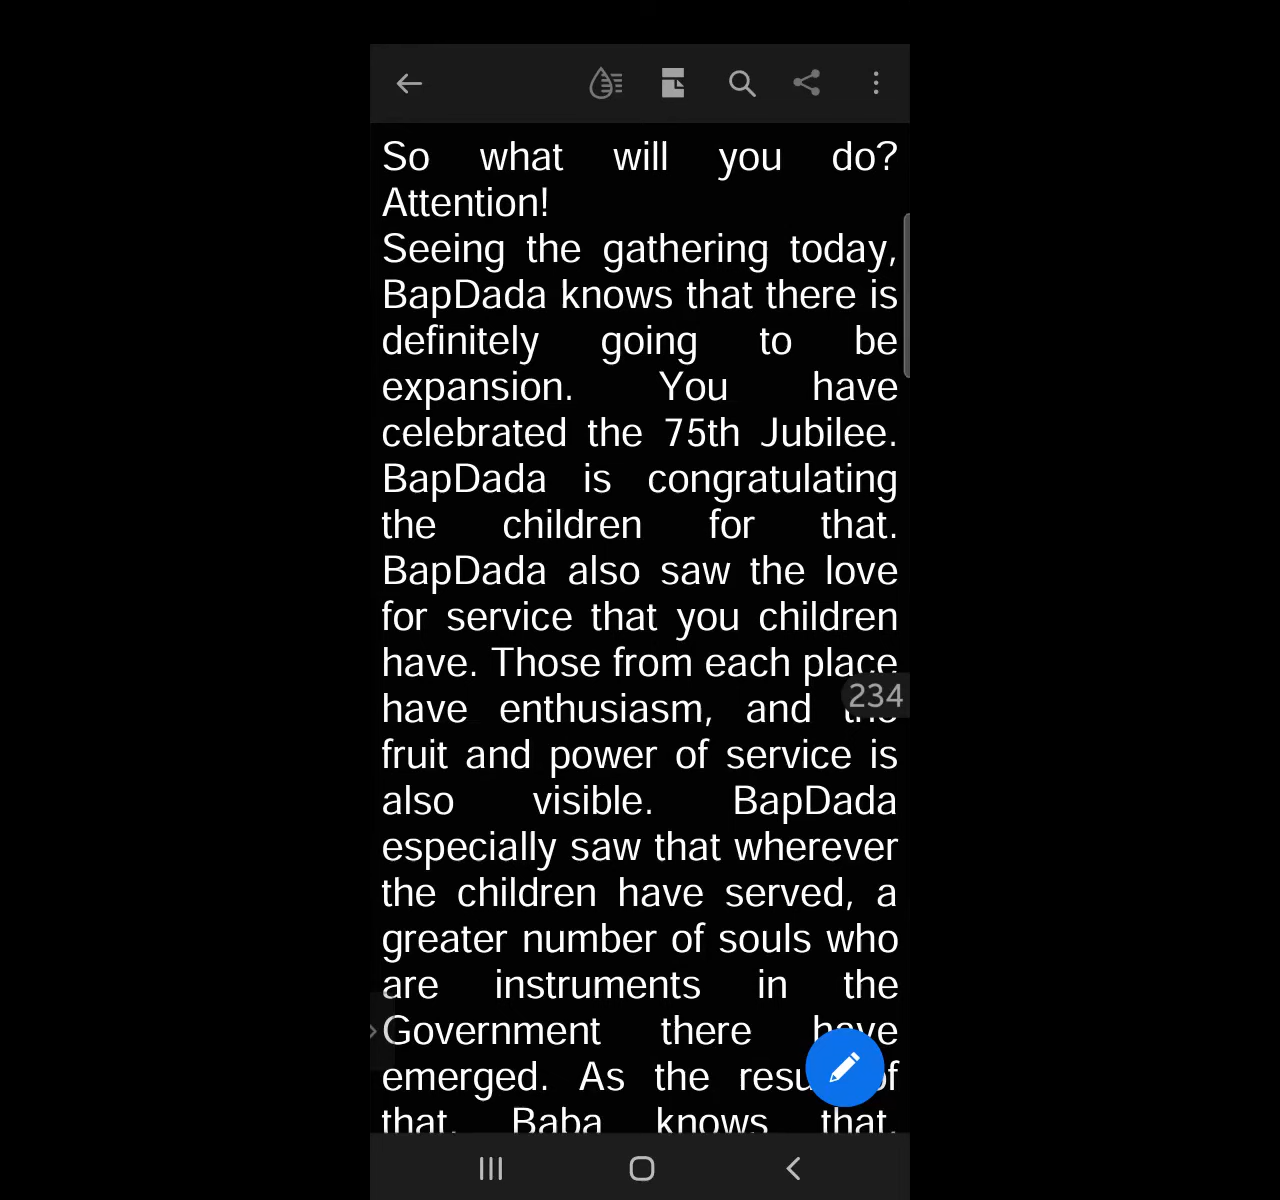 So what will you do?
Attention!
Seeing the gathering today,
BapDada knows that there is
definitely going to be
expansion. You have
celebrated the 75th Jubilee.
BapDada is congratulating
the children for that.
BapDada also saw the love
for service that you children
have. Those from each place
have enthusiasm, and the
234
fruit and power of service is
also visible. BapDada
especially saw that wherever
the children have served, a
greater number of souls who
are instruments in the
Government there have
emerged. As the result of
that, Baba knows that,